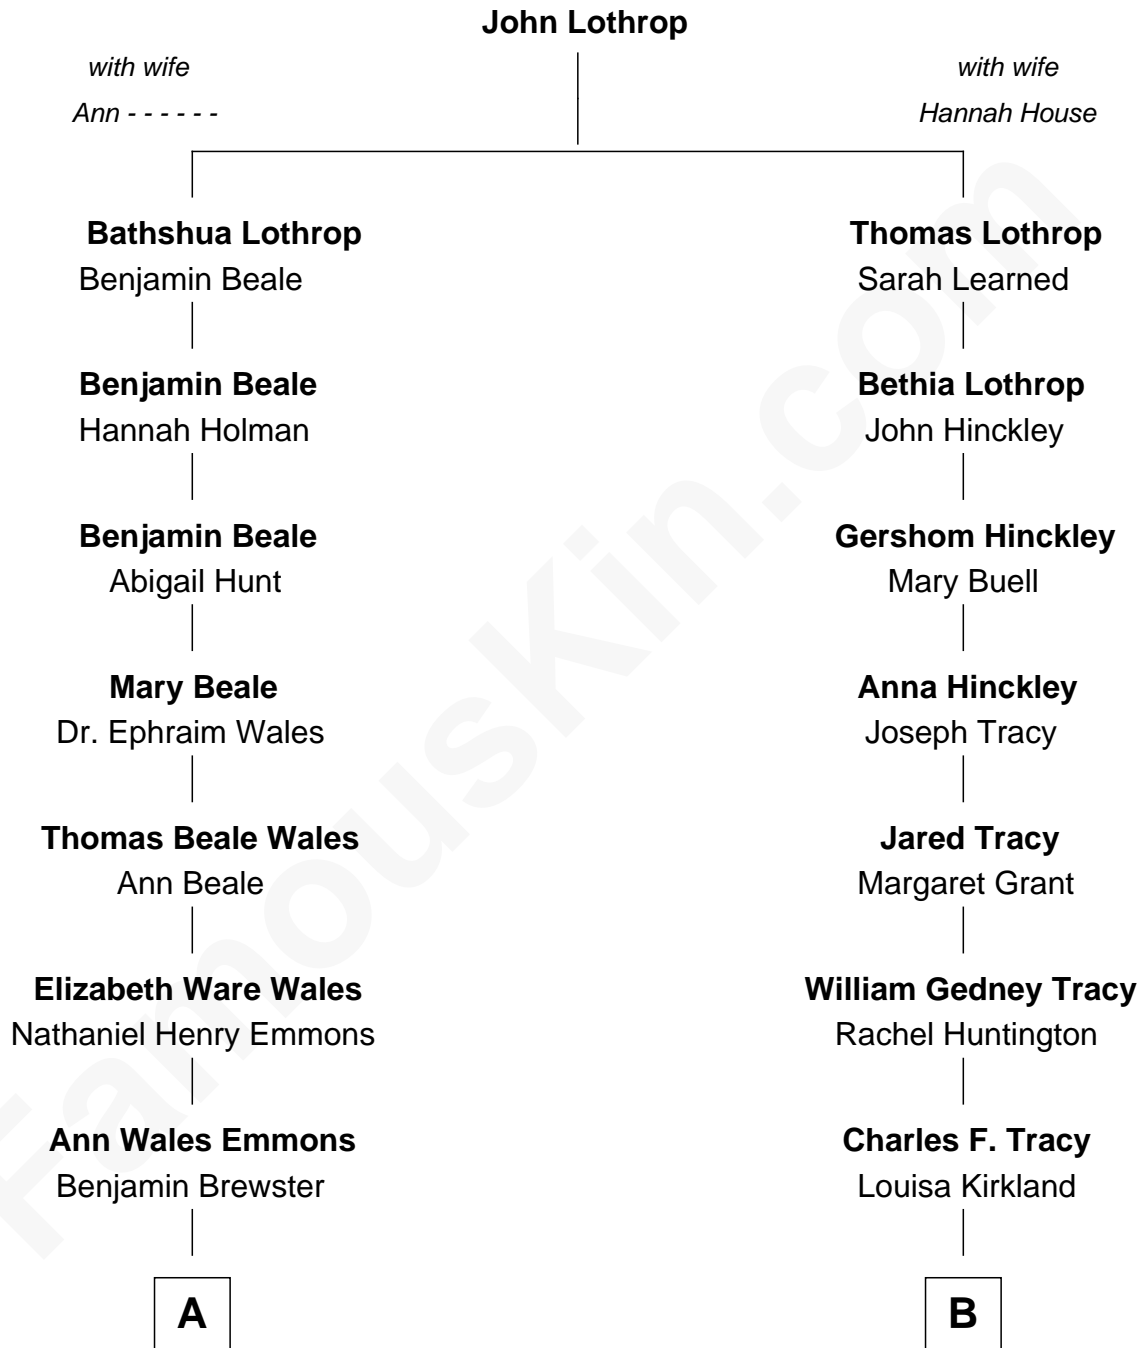 John Lothrop
with wife
Ann - - - - - -
with wife
Hannah House
Bathshua Lothrop
Benjamin Beale
Thomas Lothrop
Sarah Learned
Benjamin Beale
Hannah Holman
Bethia Lothrop
John Hinckley
Benjamin Beale
Abigail Hunt
Gershom Hinckley
Mary Buell
Mary Beale
Dr. Ephraim Wales
Anna Hinckley
Joseph Tracy
Thomas Beale Wales
Ann Beale
Jared Tracy
Margaret Grant
Elizabeth Ware Wales
Nathaniel Henry Emmons
William Gedney Tracy
Rachel Huntington
Ann Wales Emmons
Benjamin Brewster
Charles F. Tracy
Louisa Kirkland
A
B
FamousKin.com